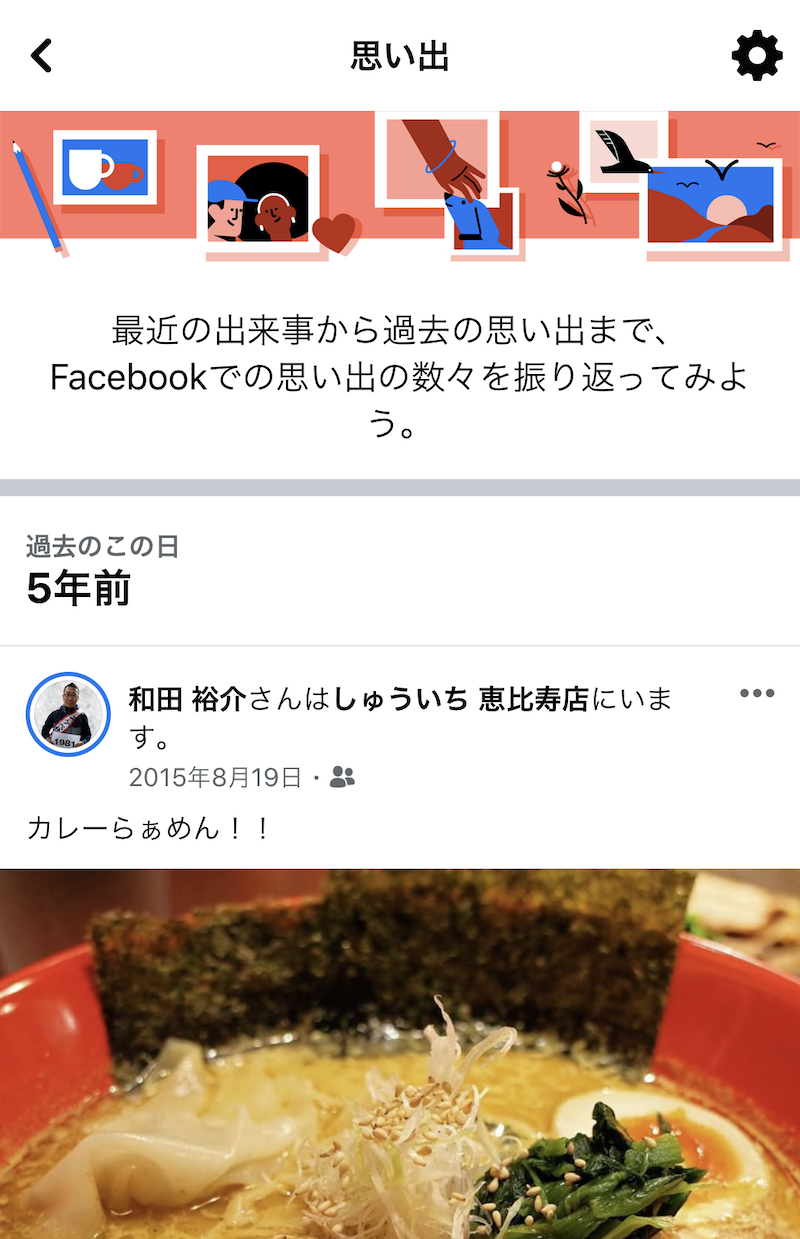 思い出
最近の出来事から過去の思い出まで、
Facebookでの思い出の数々を振り返ってみよ
う。
過去のこの日
5年前
和田 裕介さんはしゅういち 恵比寿店にいま
す。
1981
2015年8月19日 ·
カレーらぁめん！！